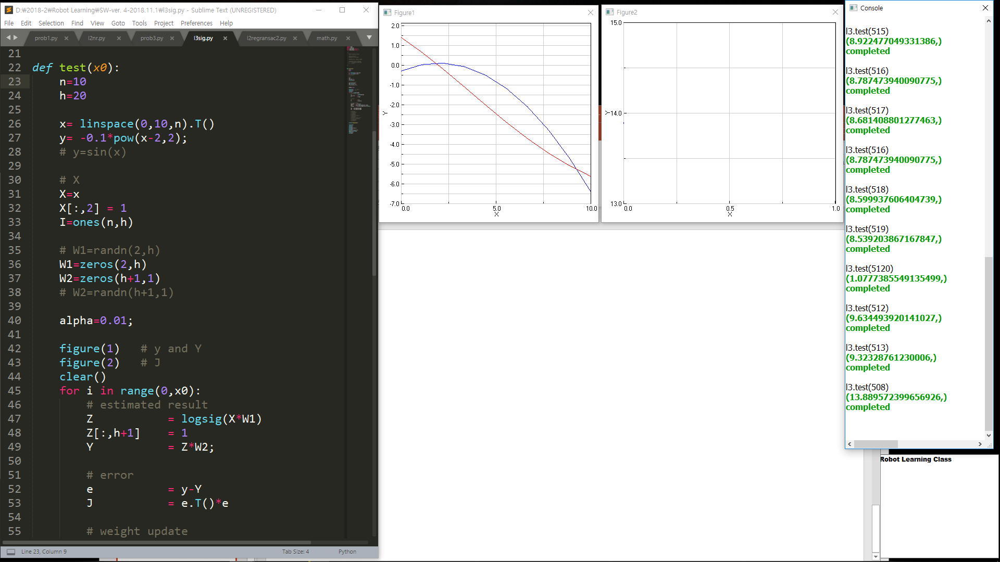 D:￦2018-2￦Robot Learning￦SW-ver. 4-2018.11.1￦l3sig.py - Sublime Text (UNREGISTERED)
File Edit Selection Find View Goto Tools Project Preferences Help
prob1.py l2nr.py prob3.py l3sig.py l2regransac2.py math.py
21
22 def test(x0):
23 n=10
24 h=20
25
26 x= linspace(0,10,n).T()
27 y= -0.1*pow(x-2,2);
28 # y=sin(x)
29
30 # X
31 X=x
32 X[:,2] = 1
33 I=ones(n,h)
34
35 # W1=randn(2,h)
36 W1=zeros(2,h)
37 W2=zeros(h+1,1)
38 # W2=randn(h+1,1)
39
40 alpha=0.01;
41
42 figure(1) # y and Y
43 figure(2) # J
44 clear()
45 for i in range(0,x0):
46 # estimated result
47 Z = logsig(X*W1)
48 Z[:,h+1] = 1
49 Y = Z*W2;
50
51 # error
52 e = y-Y
53 J = e.T()*e
54
55 # weight update
Line 23, Column 9 Tab Size: 4 Python
Figure1
2.0
1.0
0.0
-1.0
-2.0
Y
-3.0
-4.0
-5.0
-6.0
-7.0
0.0 5.0 10.0
X
Figure2
15.0
Y 14.0
13.0
0.0 0.5 1.0
X
Console
l3.test(515)
(8.922477049331386,)
completed
l3.test(516)
(8.787473940090775,)
completed
l3.test(517)
(8.681408801277463,)
completed
l3.test(516)
(8.787473940090775,)
completed
l3.test(518)
(8.599937606404739,)
completed
l3.test(519)
(8.539203867167847,)
completed
l3.test(5120)
(1.0777385549135499,)
completed
l3.test(512)
(9.634493920141027,)
completed
l3.test(513)
(9.32328761230006,)
completed
l3.test(508)
(13.889572399656926,)
completed
Robot Learning Class